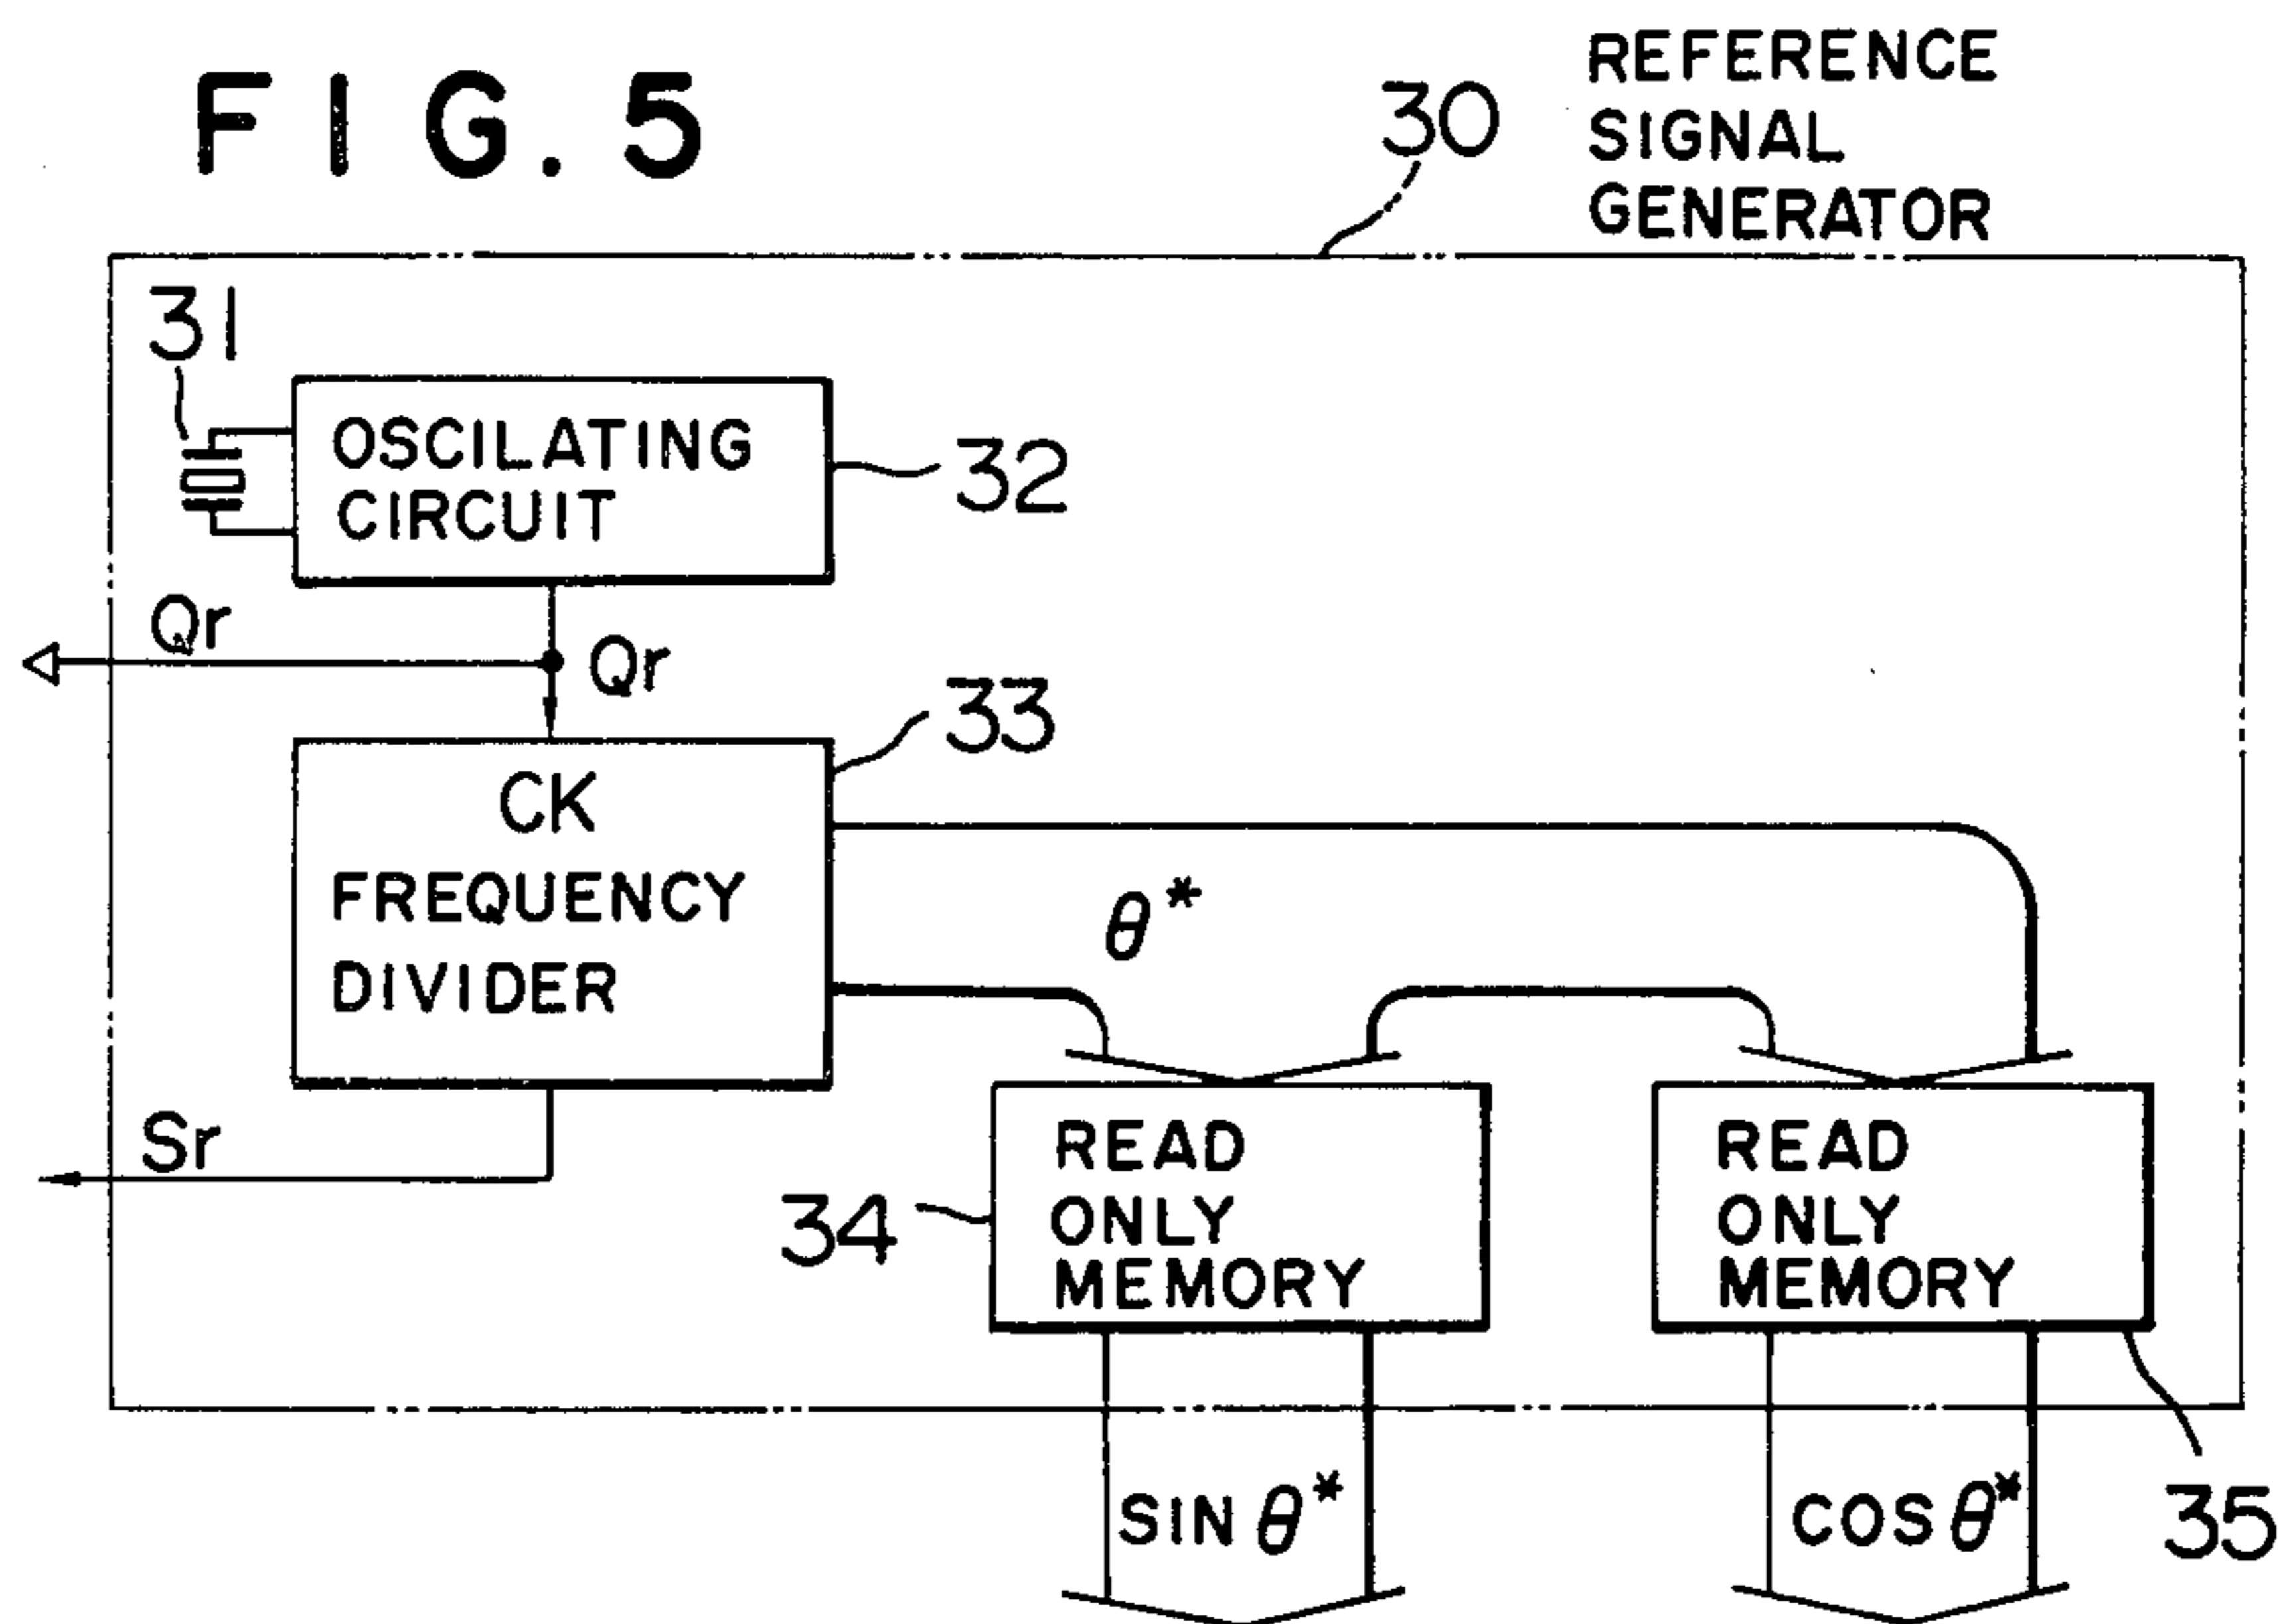 FIG. 5
30
REFERENCE
SIGNAL
GENERATOR
31
OSCILATING
CIRCUIT
32
Qr
Qr
33
CK
FREQUENCY
DIVIDER
θ*
Sr
34
READ
ONLY
MEMORY
READ
ONLY
MEMORY
SIN θ*
COS θ*
35